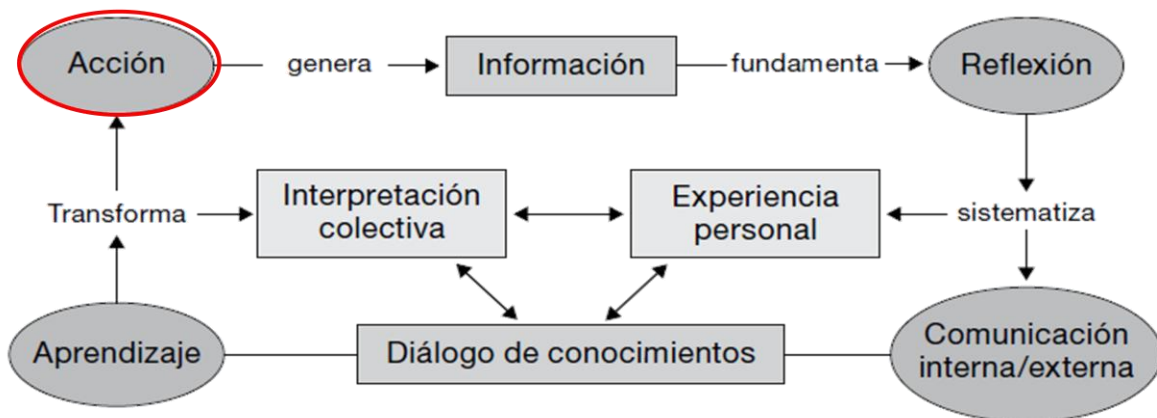 Acción
genera
Información
fundamenta
Reflexión
Transforma
Interpretación
colectiva
Experiencia
personal
sistematiza
Aprendizaje
Diálogo de conocimientos
Comunicación
interna/externa